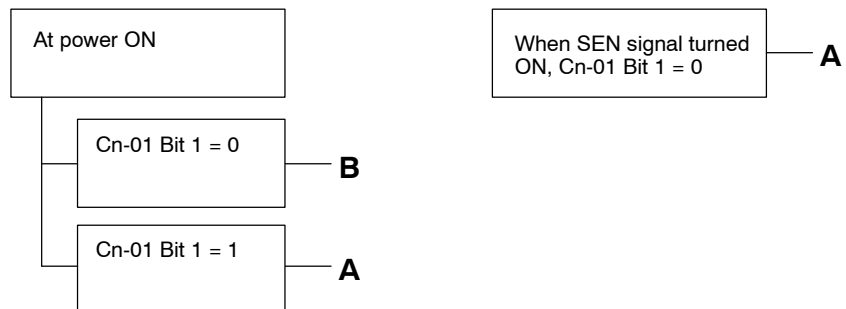 At power ON
Cn-01 Bit 1 = 0
B
Cn-01 Bit 1 = 1
A
When SEN signal turned
ON, Cn-01 Bit 1 = 0
A